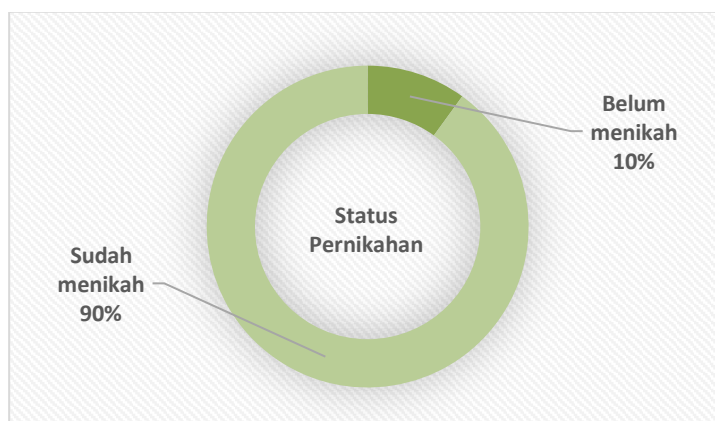 Belum
menikah
10%
Status
Pernikahan
Sudah
menikah
90%